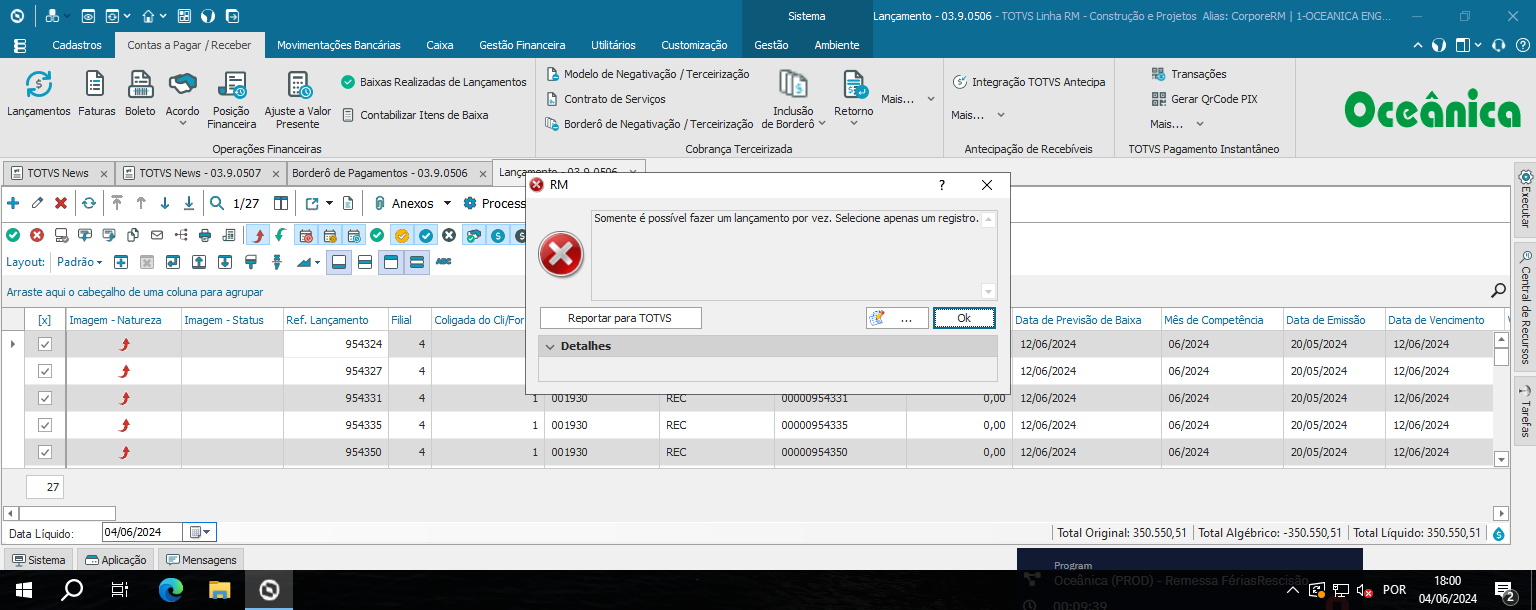 Sistema
Lançamento - 03.9.0506 - TOTVS Linha RM - Construção e Projetos Alias: CorporeRM | 1-OCEANICA ENG...
Cadastros Contas a Pagar / Receber Movimentações Bancárias Caixa Gestão Financeira Utilitários Customização Gestão Ambiente
Lançamentos Faturas Boleto Acordo Posição Financeira Ajuste a Valor Presente
Baixas Realizadas de Lançamentos
Contabilizar Itens de Baixa
Operações Financeiras
Modelo de Negativação / Terceirização
Contrato de Serviços
Borderô de Negativação / Terceirização
Inclusão de Borderô Retorno Mais...
Cobrança Terceirizada
Integração TOTVS Antecipa
Mais...
Antecipação de Recebíveis
Transações
Gerar QrCode PIX
Mais...
TOTVS Pagamento Instantâneo
Oceânica
TOTVS News TOTVS News - 03.9.0507 Borderô de Pagamentos - 03.9.0506 Lançamento - 03.9.0506
1/27 Anexos Process
RM ?
Somente é possível fazer um lançamento por vez. Selecione apenas um registro.
Reportar para TOTVS ... Ok
Detalhes
Layout: Padrão ABC
Arraste aqui o cabeçalho de uma coluna para agrupar
[x] Imagem - Natureza Imagem - Status Ref. Lançamento Filial Coligada do Cli/For Data de Previsão de Baixa Mês de Competência Data de Emissão Data de Vencimento
954324 4 12/06/2024 06/2024 20/05/2024 12/06/2024
954327 4 12/06/2024 06/2024 20/05/2024 12/06/2024
954331 4 1 001930 REC 00000954331 0,00 12/06/2024 06/2024 20/05/2024 12/06/2024
954335 4 1 001930 REC 00000954335 0,00 12/06/2024 06/2024 20/05/2024 12/06/2024
954350 4 1 001930 REC 00000954350 0,00 12/06/2024 06/2024 20/05/2024 12/06/2024
27
Data Líquido: 04/06/2024
Total Original: 350.550,51 Total Algébrico: -350.550,51 Total Líquido: 350.550,51
Sistema Aplicação Mensagens
Executar
Central de Recursos
Tarefas
Program
Oceânica (PROD) - Remessa FériasRescisão
00:09:39
POR
18:00
04/06/2024
2